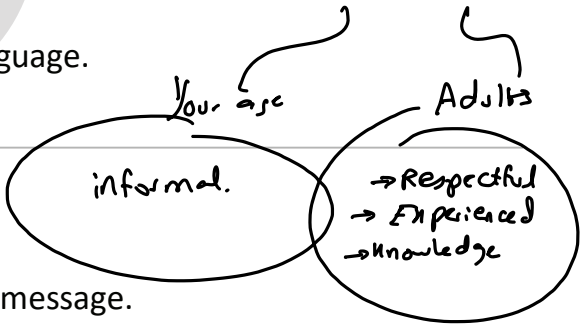 guage.
Your age
Adults
informal.
→ Respectful
→ Experienced
→ Knowledge
message.